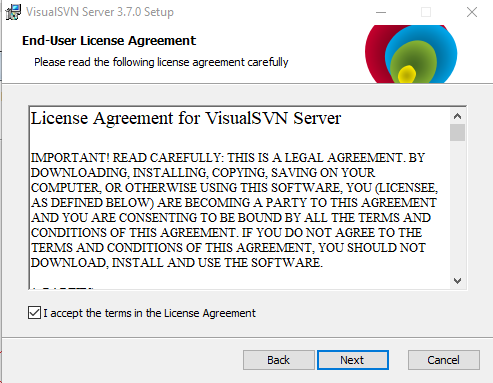 VisualSVN Server 3.7.0 Setup
End-User License Agreement
Please read the following license agreement carefully
License Agreement for VisualSVN Server
IMPORTANT! READ CAREFULLY: THIS IS A LEGAL AGREEMENT. BY
DOWNLOADING, INSTALLING, COPYING, SAVING ON YOUR
COMPUTER, OR OTHERWISE USING THIS SOFTWARE, YOU (LICENSEE,
AS DEFINED BELOW) ARE BECOMING A PARTY TO THIS AGREEMENT
AND YOU ARE CONSENTING TO BE BOUND BY ALL THE TERMS AND
CONDITIONS OF THIS AGREEMENT. IF YOU DO NOT AGREE TO THE
TERMS AND CONDITIONS OF THIS AGREEMENT, YOU SHOULD NOT
DOWNLOAD, INSTALL AND USE THE SOFTWARE.
I accept the terms in the License Agreement
Back
Next
Cancel